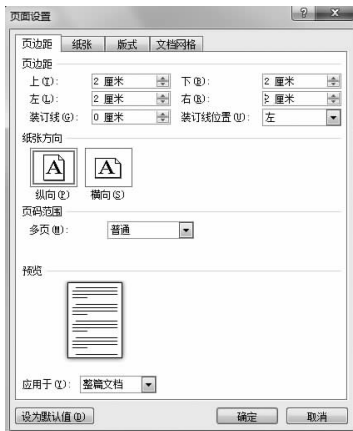 页面设置
页边距 纸张 版式 文档网格
页边距
上(T): 2 厘米 下(B): 2 厘米
左(L): 2 厘米 右(R): 2 厘米
装订线(G): 0 厘米 装订线位置(U): 左
纸张方向
A A
纵向(P) 横向(S)
页码范围
多页(M): 普通
预览
应用于(Y): 整篇文档
设为默认值(D) 确定 取消